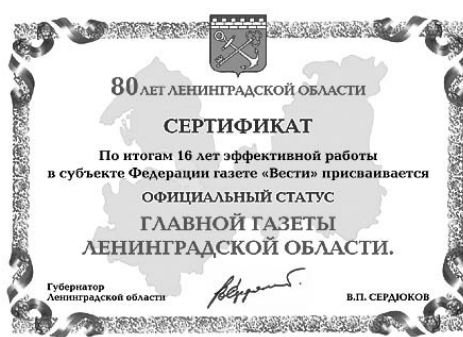 80 ЛЕТ ЛЕНИНГРАДСКОЙ ОБЛАСТИ
СЕРТИФИКАТ
По итогам 16 лет эффективной работы
в субъекте Федерации газете «Вести» присваивается
ОФИЦИАЛЬНЫЙ СТАТУС
ГЛАВНОЙ ГАЗЕТЫ
ЛЕНИНГРАДСКОЙ ОБЛАСТИ.
Губернатор
Ленинградской области
В.П. СЕРДЮКОВ